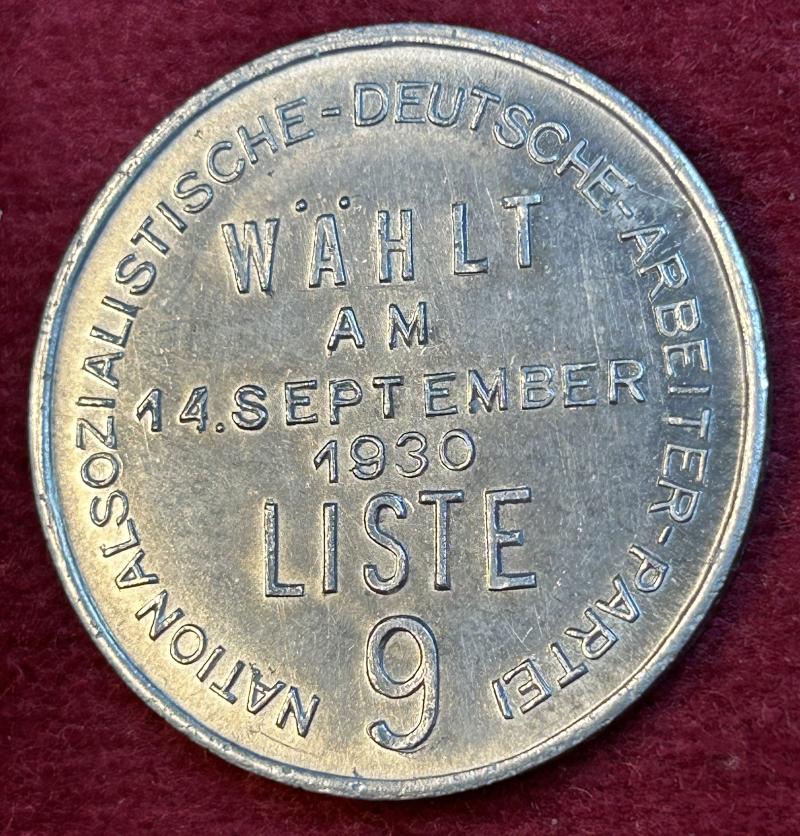 NATIONALSOZIALISTISCHE-DEUTSCHE-ARBEITER-PARTEI
WÄHLT
AM
14. SEPTEMBER
1930
LISTE
9